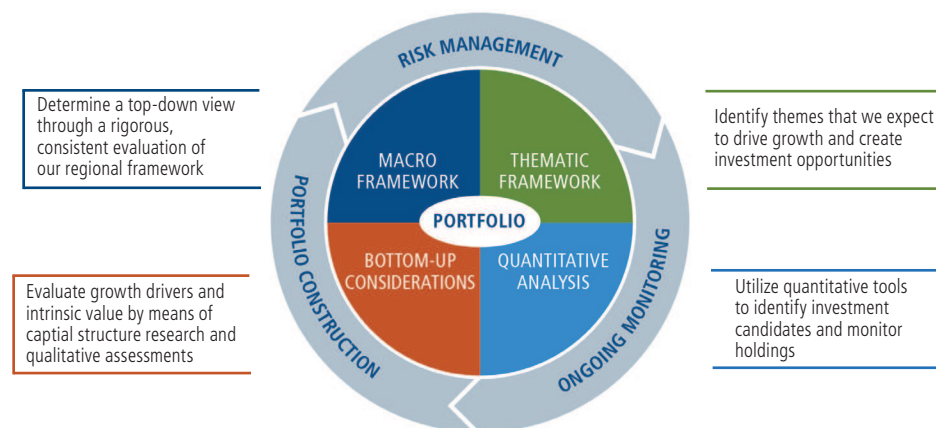 RISK MANAGEMENT
Determine a top-down view
through a rigorous,
consistent evaluation of
our regional framework
MACRO
FRAMEWORK
THEMATIC
FRAMEWORK
Identify themes that we expect
to drive growth and create
investment opportunities
PORTFOLIO
PORTFOLIO CONSTRUCTION
ONGOING MONITORING
Evaluate growth drivers and
intrinsic value by means of
captial structure research and
qualitative assessments
BOTTOM-UP
CONSIDERATIONS
QUANTITATIVE
ANALYSIS
Utilize quantitative tools
to identify investment
candidates and monitor
holdings